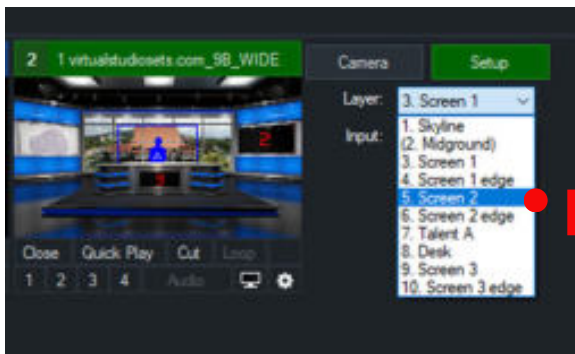 2 1 virtualstudiosets.com_9B_WIDE
Camera Setup
Layer: 3. Screen 1
Input:
1. Skyline
(2. Midground)
3. Screen 1
4. Screen 1 edge
5. Screen 2
6. Screen 2 edge
7. Talent A
8. Desk
9. Screen 3
10. Screen 3 edge
2
Close Quick Play Cut Loop
1 2 3 4 Audio